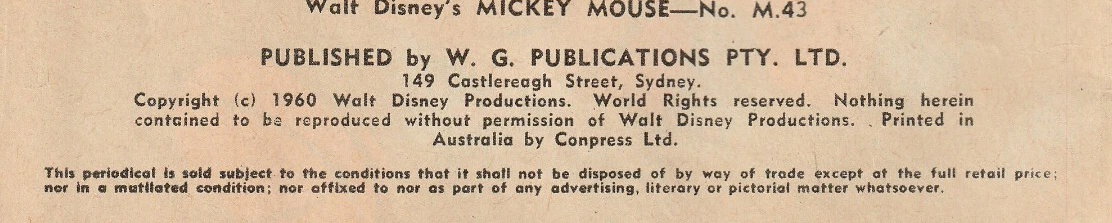 Walt Disney's MICKEY MOUSE—No. M.43
PUBLISHED by W. G. PUBLICATIONS PTY. LTD.
149 Castlereagh Street, Sydney.
Copyright (c) 1960 Walt Disney Productions. World Rights reserved. Nothing herein
contained to be reproduced without permission of Walt Disney Productions. Printed in
Australia by Conpress Ltd.
This periodical is sold subject to the conditions that it shall not be disposed of by way of trade except at the full retail price;
nor in a mutilated condition; nor affixed to nor as part of any advertising, literary or pictorial matter whatsoever.